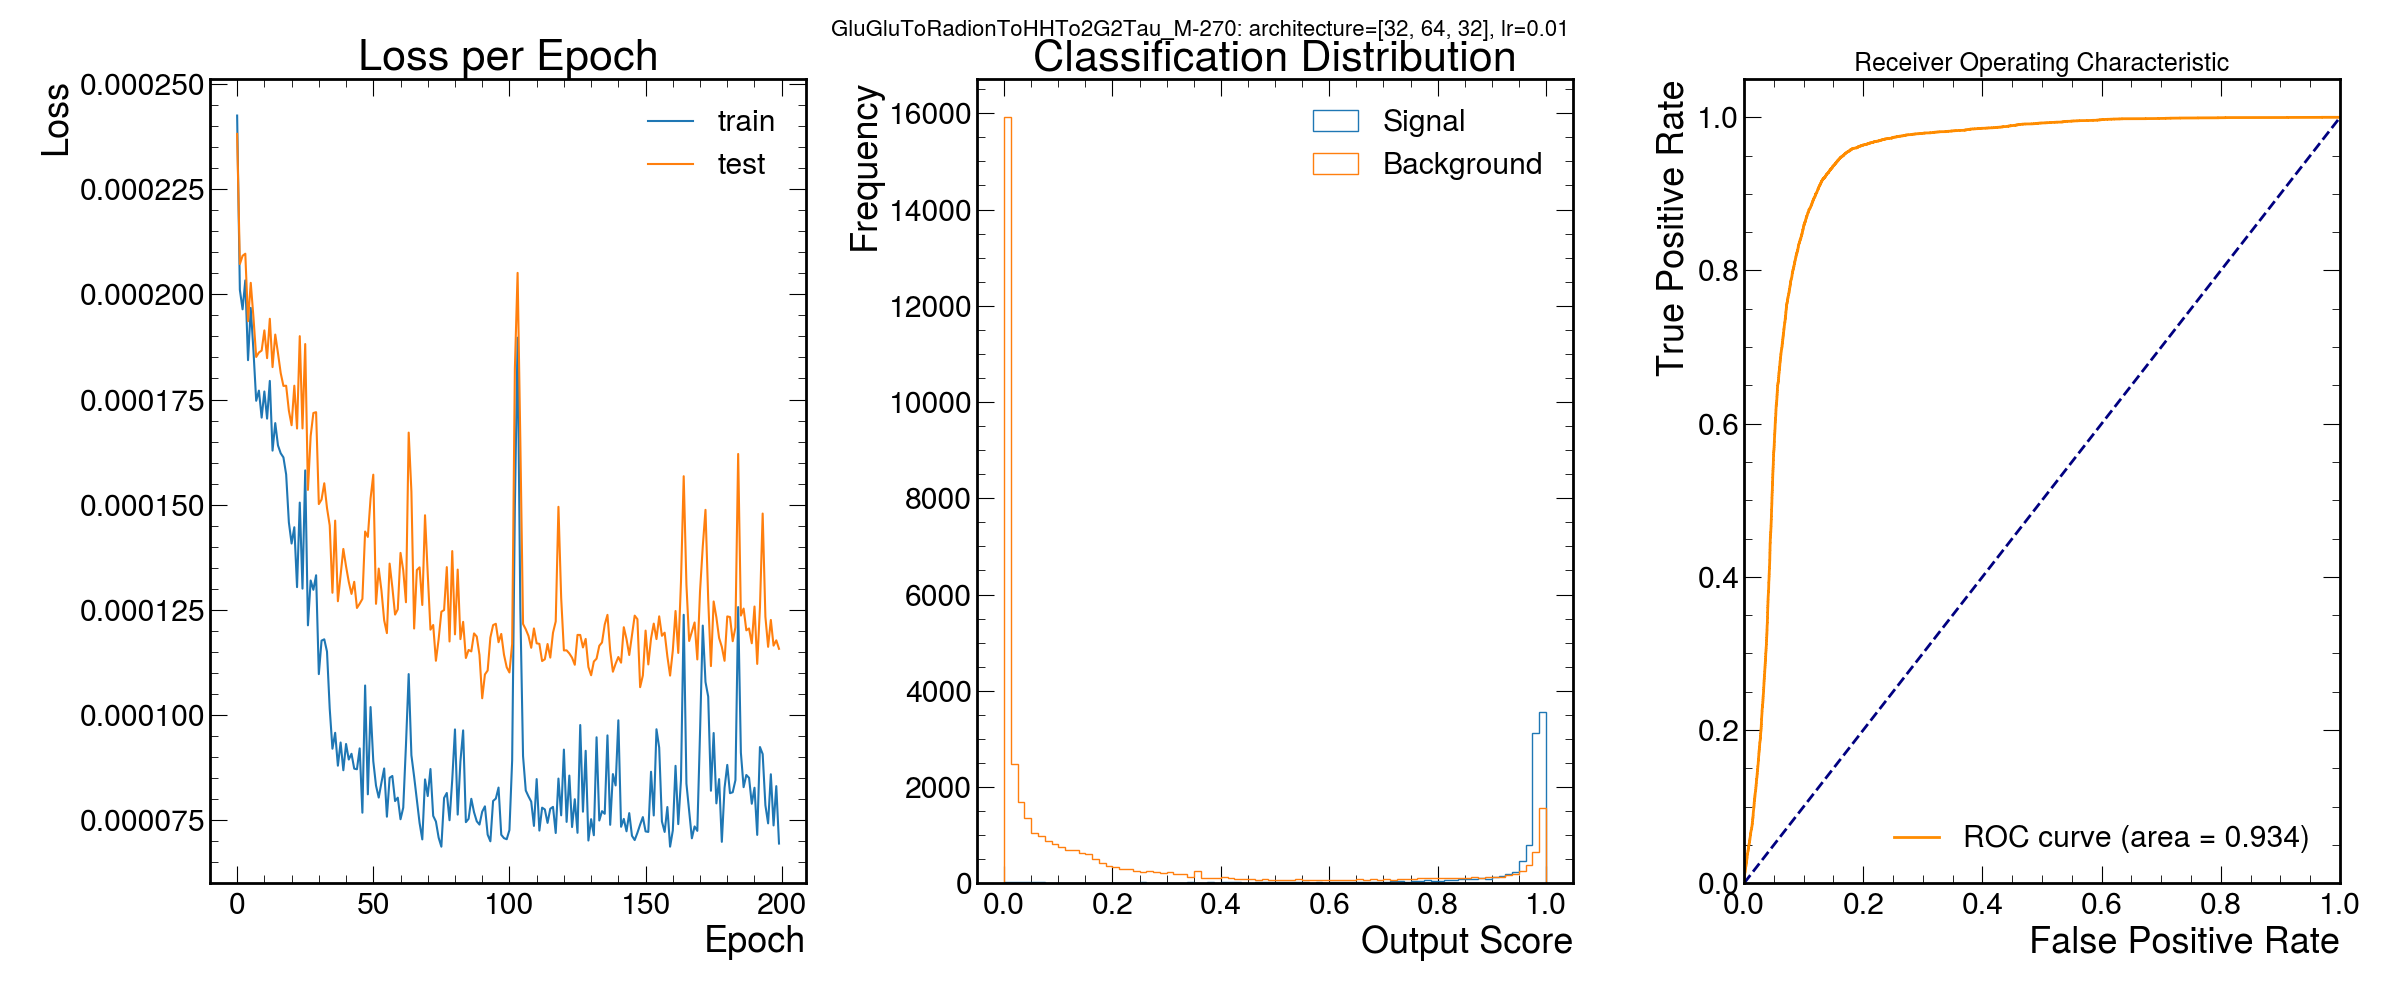 GluGluToRadionToHHTo2G2Tau_M-270: architecture=[32, 64, 32], lr=0.01
Loss per Epoch
Loss
0.000250
0.000225
0.000200
0.000175
0.000150
0.000125
0.000100
0.000075
train
test
0 50 100 150 200
Epoch
Classification Distribution
Frequency
16000
14000
12000
10000
8000
6000
4000
2000
0
Signal
Background
0.0 0.2 0.4 0.6 0.8 1.0
Output Score
Receiver Operating Characteristic
True Positive Rate
1.0
0.8
0.6
0.4
0.2
0.0
ROC curve (area = 0.934)
0.0 0.2 0.4 0.6 0.8 1.0
False Positive Rate